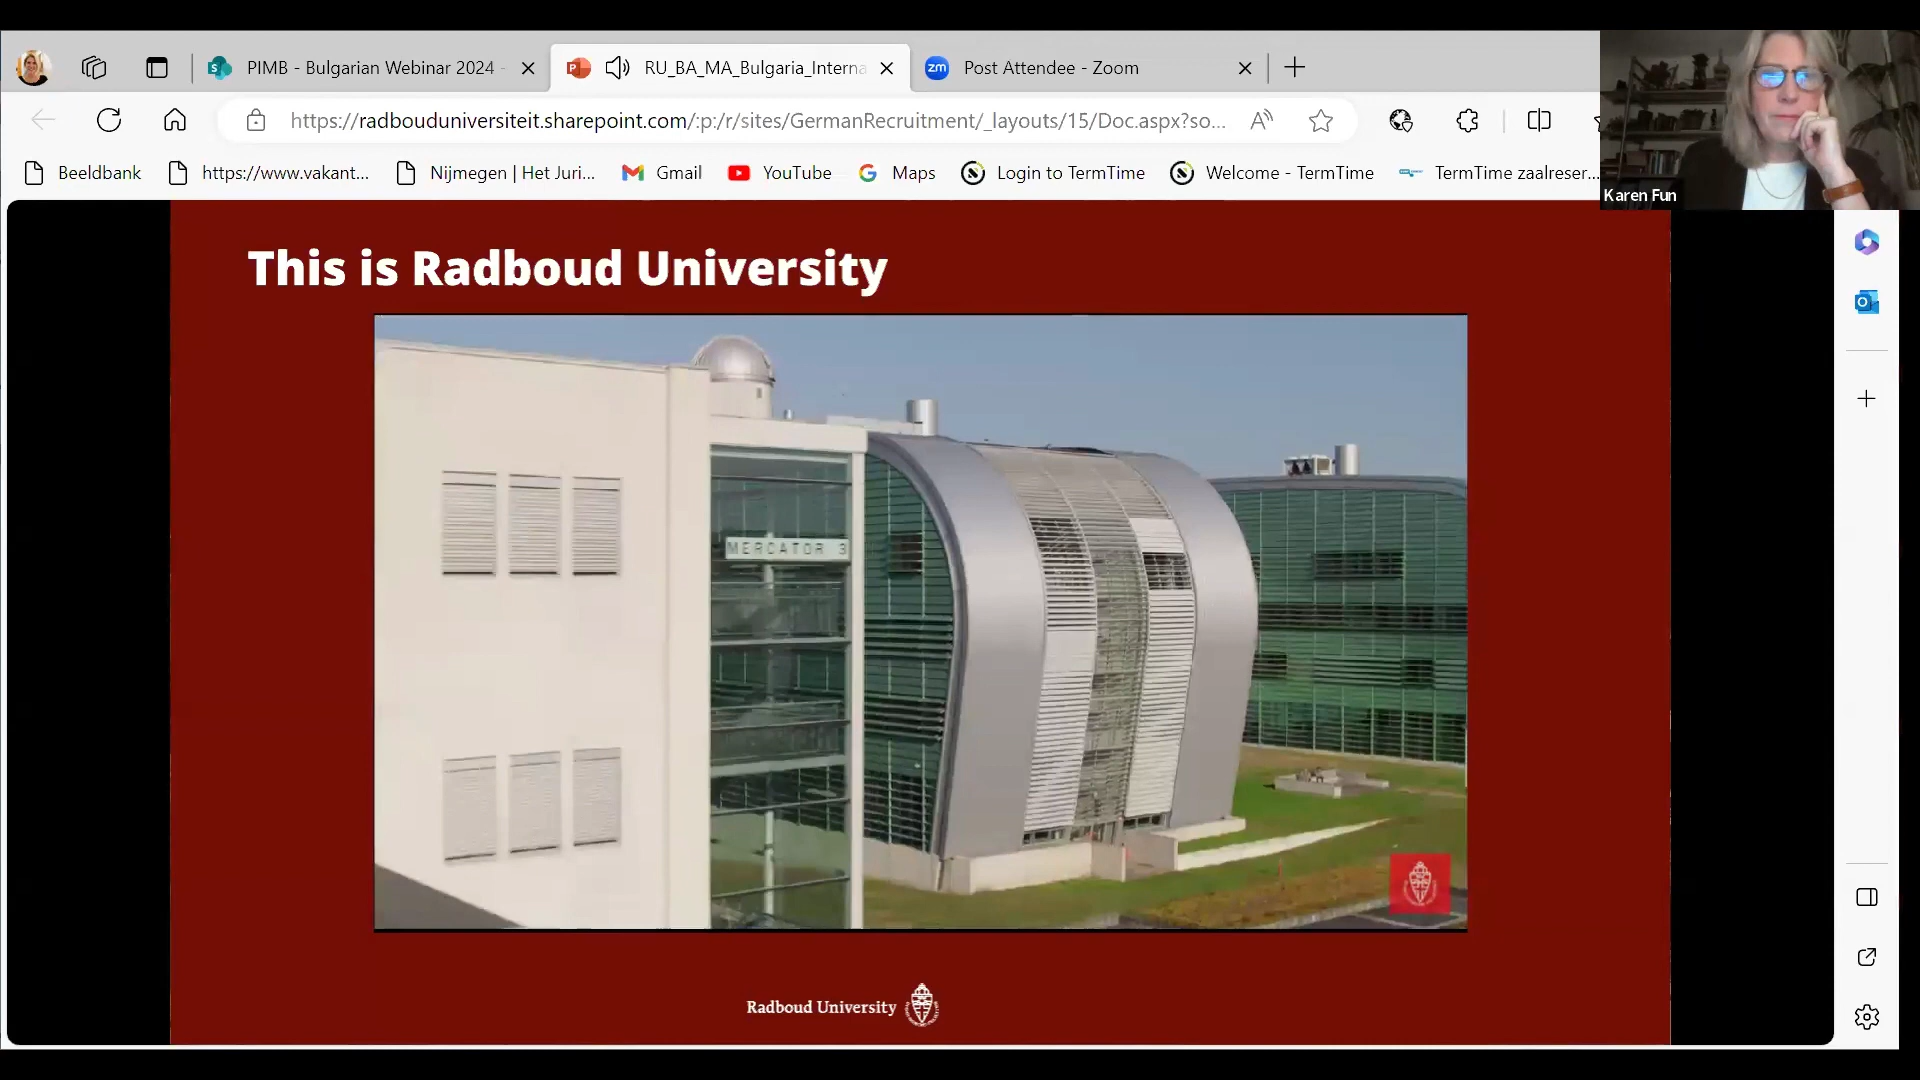 PIMB - Bulgarian Webinar 2024 -
RU_BA_MA_Bulgaria_Interna
Post Attendee - Zoom
https://radbouduniversiteit.sharepoint.com/:p:/r/sites/GermanRecruitment/_layouts/15/Doc.aspx?so...
Beeldbank
https://www.vakant...
Nijmegen | Het Juri...
Gmail
YouTube
Maps
Login to TermTime
Welcome - TermTime
TermTime zaalreser...
Karen Fun
This is Radboud University
MERCATOR 3
Radboud University